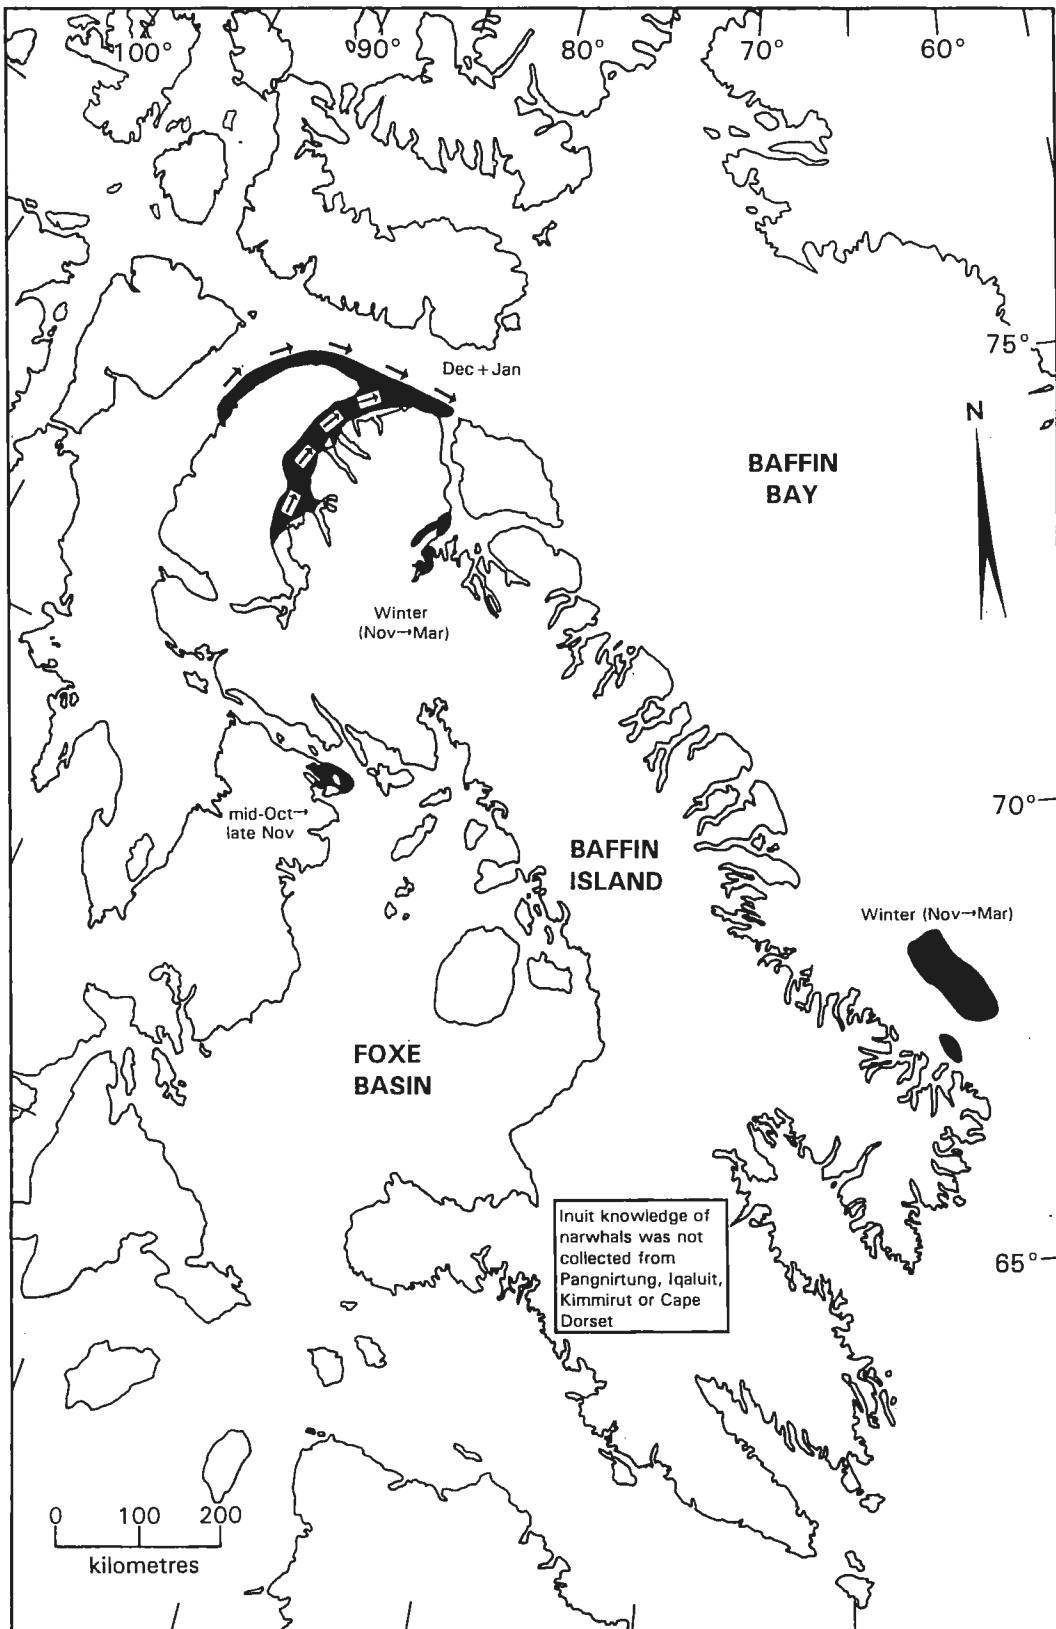 100° 90° 80° 70° 60°
75°
Dec + Jan
N
BAFFIN
BAY
Winter
(Nov→Mar)
70°
mid-Oct→
late Nov
BAFFIN
ISLAND
Winter (Nov→Mar)
FOXE
BASIN
Inuit knowledge of
narwhals was not
collected from
Pangnirtung, Iqaluit,
Kimmirut or Cape
Dorset
65°
0 100 200
kilometres